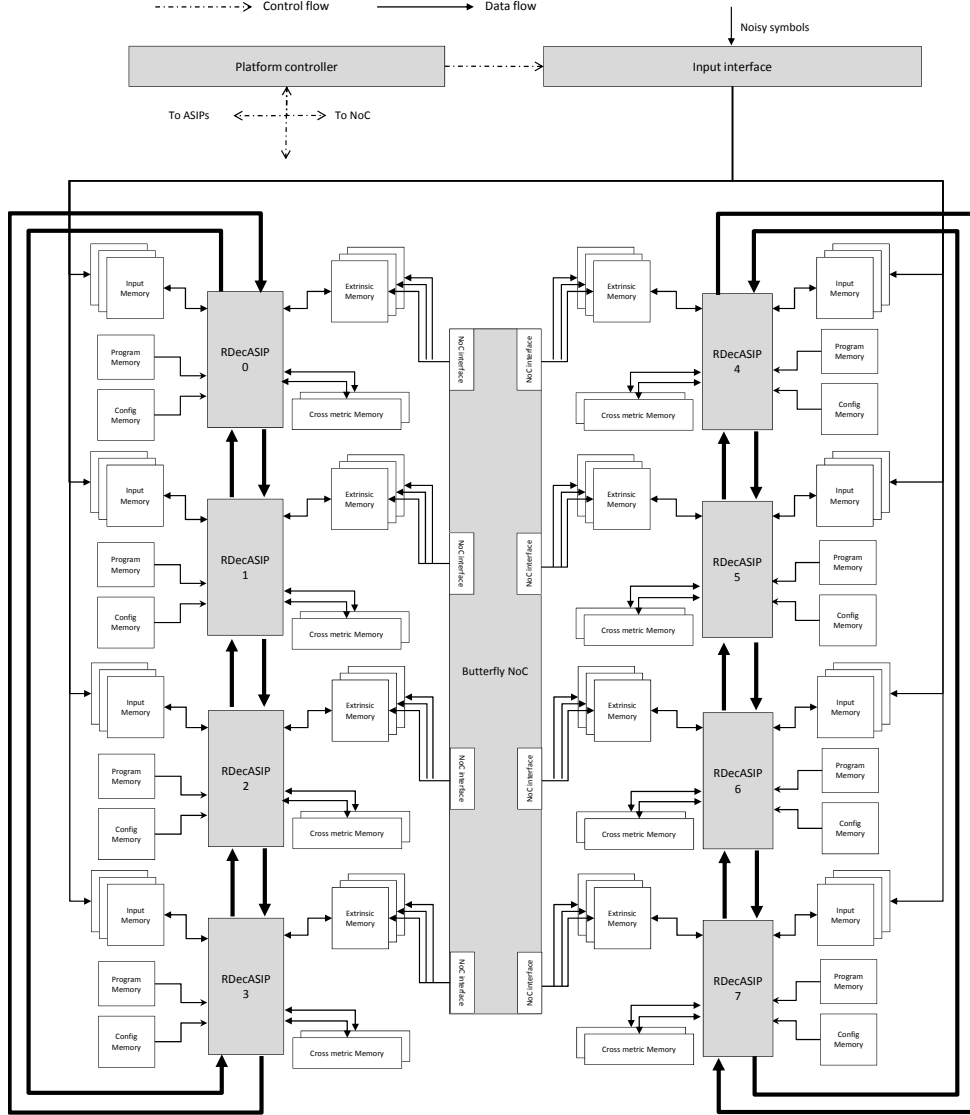 Control flow
Data flow
Noisy symbols
Platform controller
Input interface
To ASIPs
To NoC
Input
Memory
Extrinsic
Memory
Program
Memory
Config
Memory
RDecASIP
0
Cross metric Memory
NoC interface
NoC interface
Extrinsic
Memory
RDecASIP
4
Cross metric Memory
Input
Memory
Program
Memory
Config
Memory
Input
Memory
Extrinsic
Memory
Program
Memory
Config
Memory
RDecASIP
1
Cross metric Memory
NoC interface
NoC interface
Extrinsic
Memory
RDecASIP
5
Cross metric Memory
Input
Memory
Program
Memory
Config
Memory
Butterfly NoC
Input
Memory
Extrinsic
Memory
Program
Memory
Config
Memory
RDecASIP
2
Cross metric Memory
NoC interface
NoC interface
Extrinsic
Memory
RDecASIP
6
Cross metric Memory
Input
Memory
Program
Memory
Config
Memory
Input
Memory
Extrinsic
Memory
Program
Memory
Config
Memory
RDecASIP
3
Cross metric Memory
NoC interface
NoC interface
Extrinsic
Memory
RDecASIP
7
Cross metric Memory
Input
Memory
Program
Memory
Config
Memory